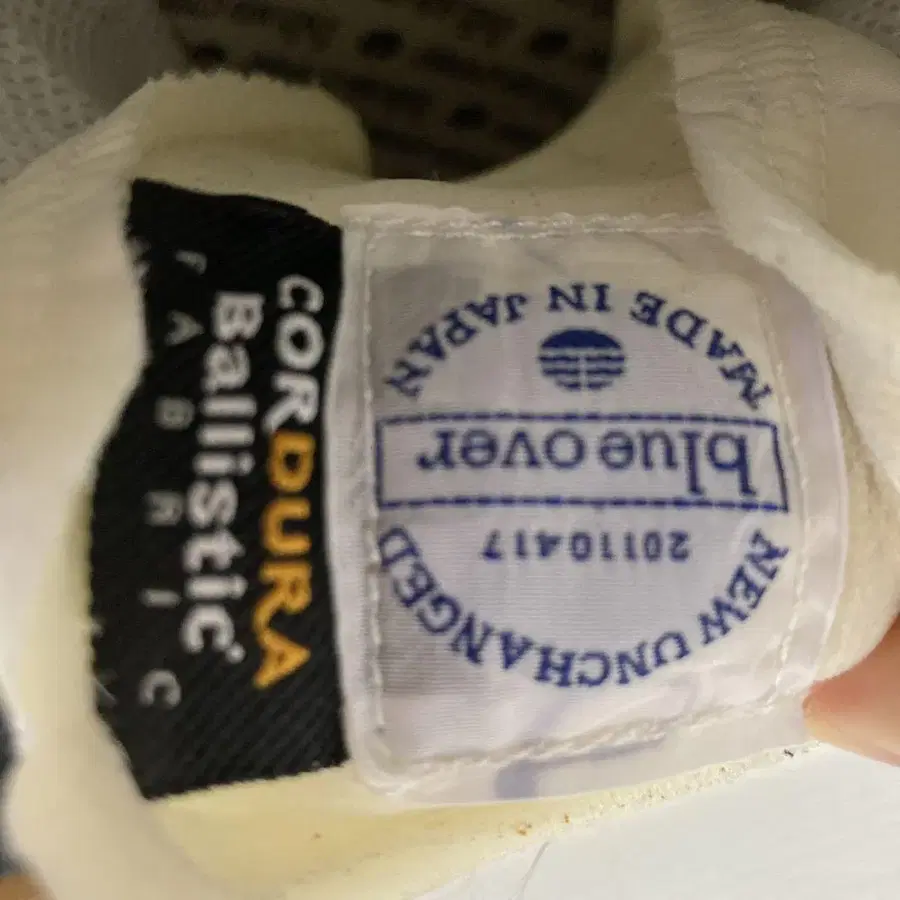 NEW UNCHANGED
20110417
blue over
MADE IN JAPAN
CORDURA
Ballistic
FABRIC